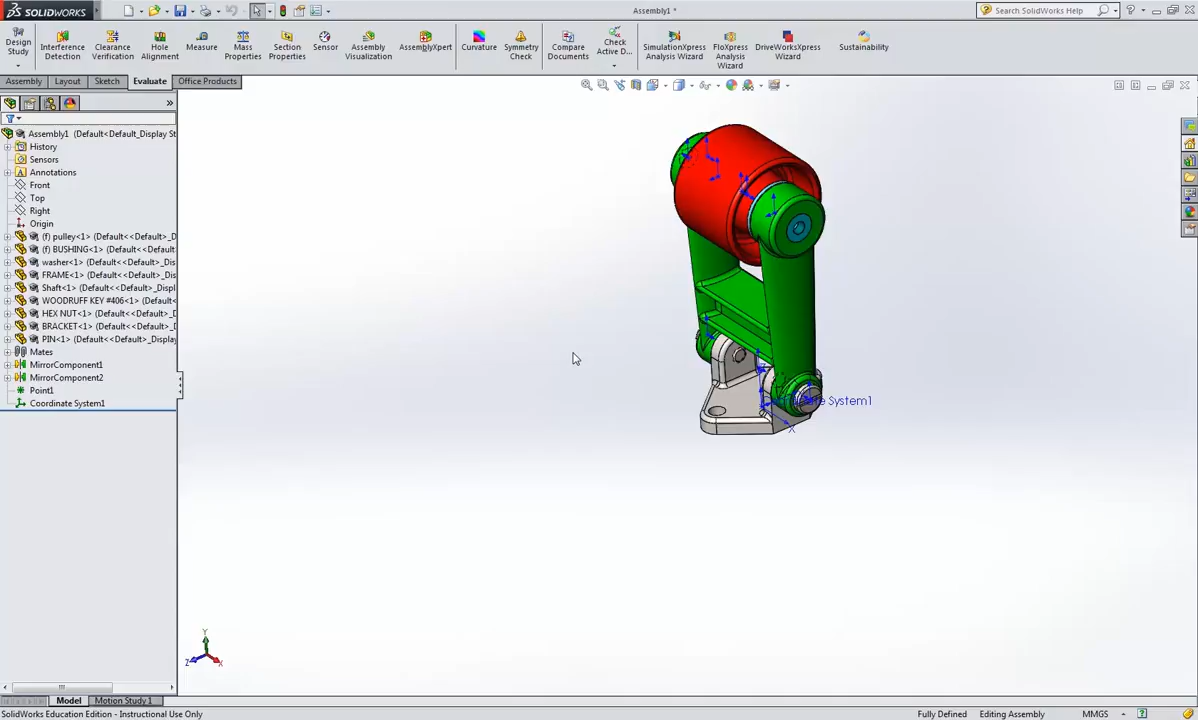 SOLIDWORKS
Assembly1 *
Search SolidWorks Help
Design Study
Interference Detection
Clearance Verification
Hole Alignment
Measure
Mass Properties
Section Properties
Sensor
Assembly Visualization
AssemblyXpert
Curvature
Symmetry Check
Compare Documents
Check Active D...
SimulationXpress Analysis Wizard
FloXpress Analysis Wizard
DriveWorksXpress Wizard
Sustainability
Assembly
Layout
Sketch
Evaluate
Office Products
Assembly1 (Default<Default_Display St
History
Sensors
Annotations
Front
Top
Right
Origin
(f) pulley<1> (Default<<Default>_D
(f) BUSHING<1> (Default<<Default
washer<1> (Default<<Default>_Dis
FRAME<1> (Default<<Default>_Dis
Shaft<1> (Default<<Default>_Displ
WOODRUFF KEY #406<1> (Default<
HEX NUT<1> (Default<<Default>_D
BRACKET<1> (Default<<Default>_D
PIN<1> (Default<<Default>_Display
Mates
MirrorComponent1
MirrorComponent2
Point1
Coordinate System1
System1
X
Y
Z
X
Model
Motion Study 1
SolidWorks Education Edition - Instructional Use Only
Fully Defined
Editing Assembly
MMGS